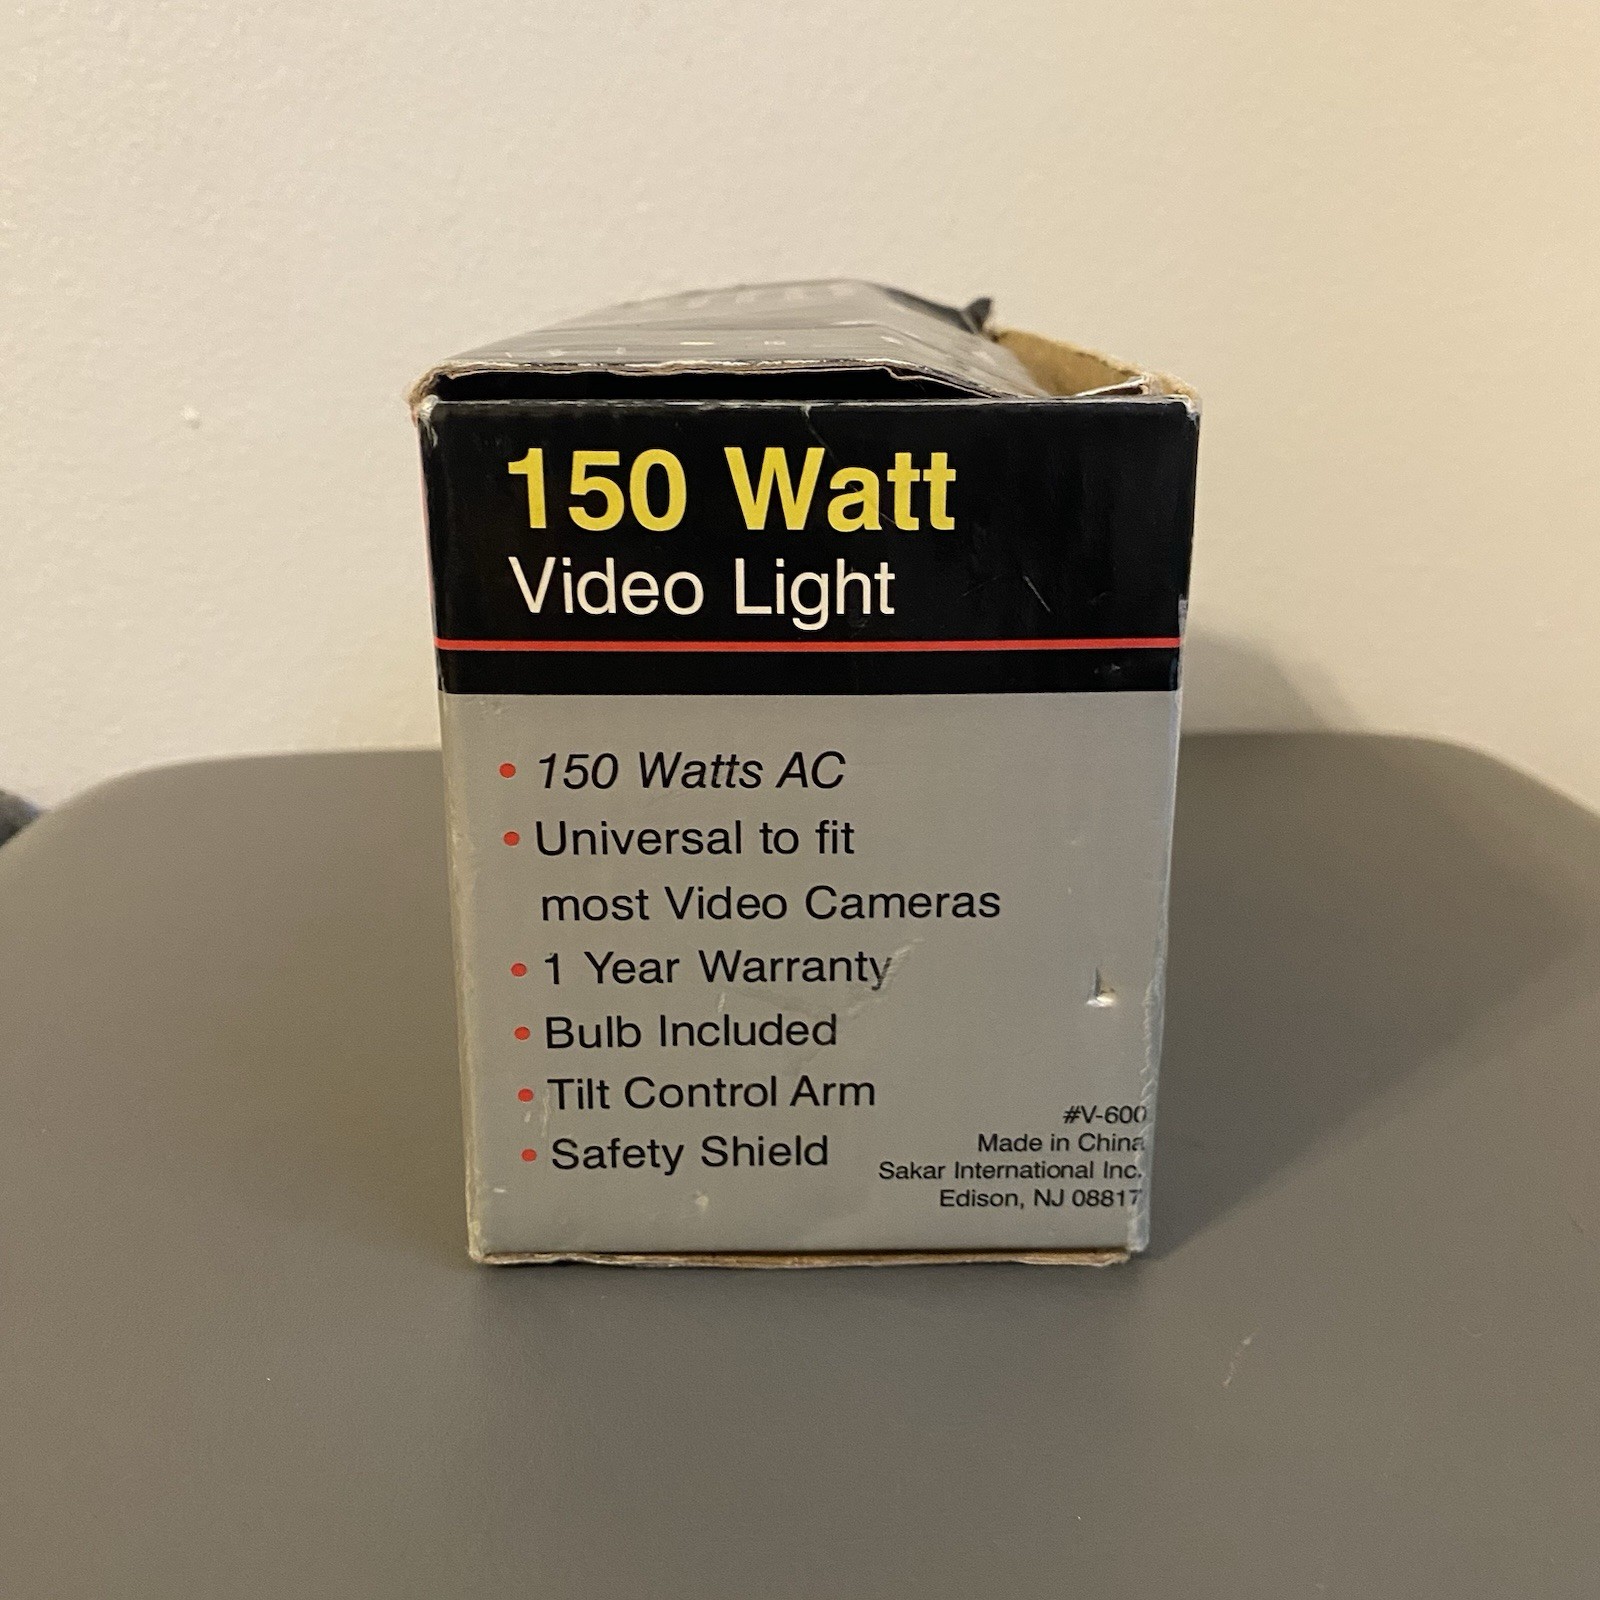 150 Watt
Video Light
• 150 Watts AC
• Universal to fit
most Video Cameras
• 1 Year Warranty
• Bulb Included
• Tilt Control Arm
• Safety Shield
#V-600
Made in China
Sakar International Inc.
Edison, NJ 08817